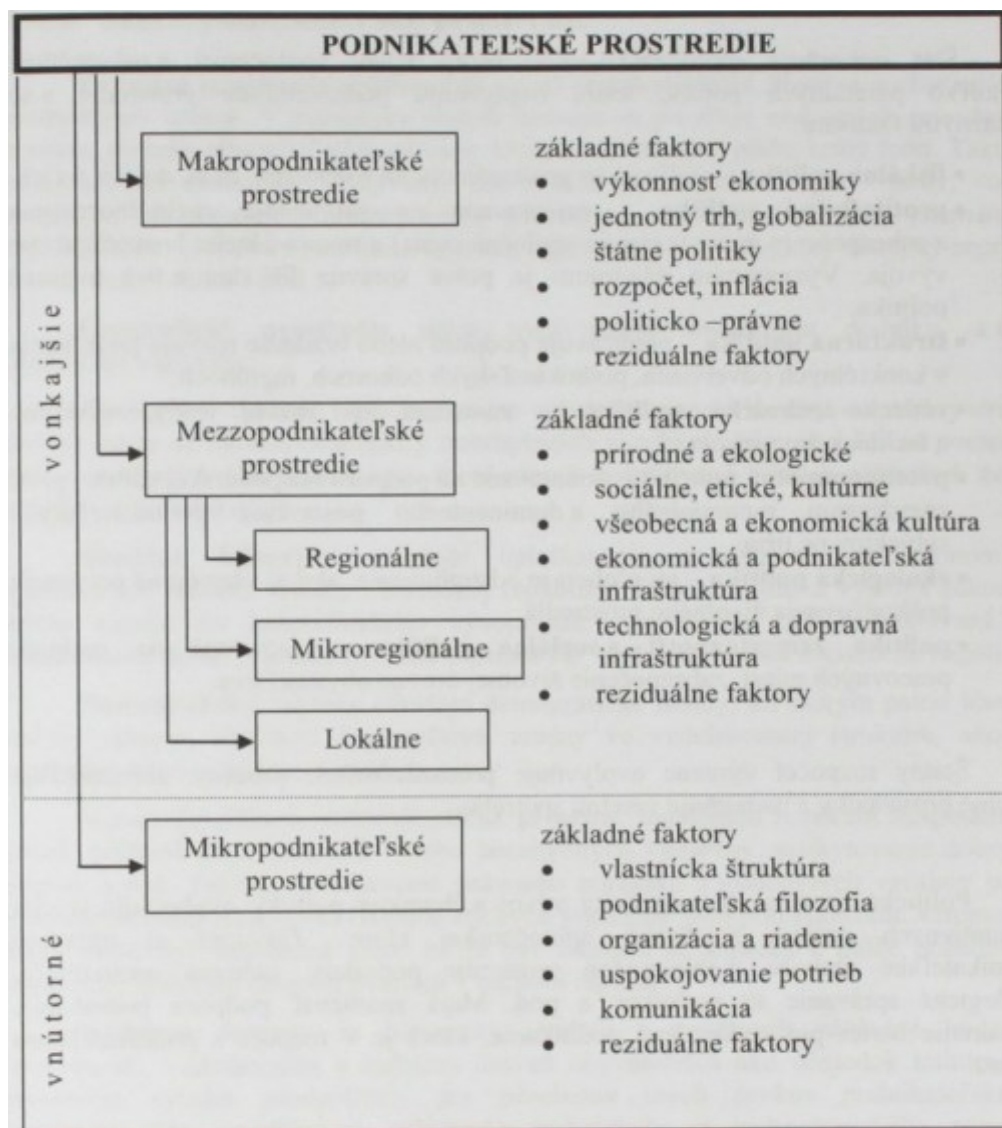 PODNIKATEĽSKÉ PROSTREDIE
vonkajšie
Makropodnikateľské
prostredie
základné faktory
• výkonnosť ekonomiky
• jednotný trh, globalizácia
• štátne politiky
• rozpočet, inflácia
• politicko –právne
• reziduálne faktory
Mezzopodnikateľské
prostredie
základné faktory
• prírodné a ekologické
• sociálne, etické, kultúrne
• všeobecná a ekonomická kultúra
• ekonomická a podnikateľská
infraštruktúra
• technologická a dopravná
infraštruktúra
• reziduálne faktory
Regionálne
Mikroregionálne
Lokálne
vnútorné
Mikropodnikateľské
prostredie
základné faktory
• vlastnícka štruktúra
• podnikateľská filozofia
• organizácia a riadenie
• uspokojovanie potrieb
• komunikácia
• reziduálne faktory